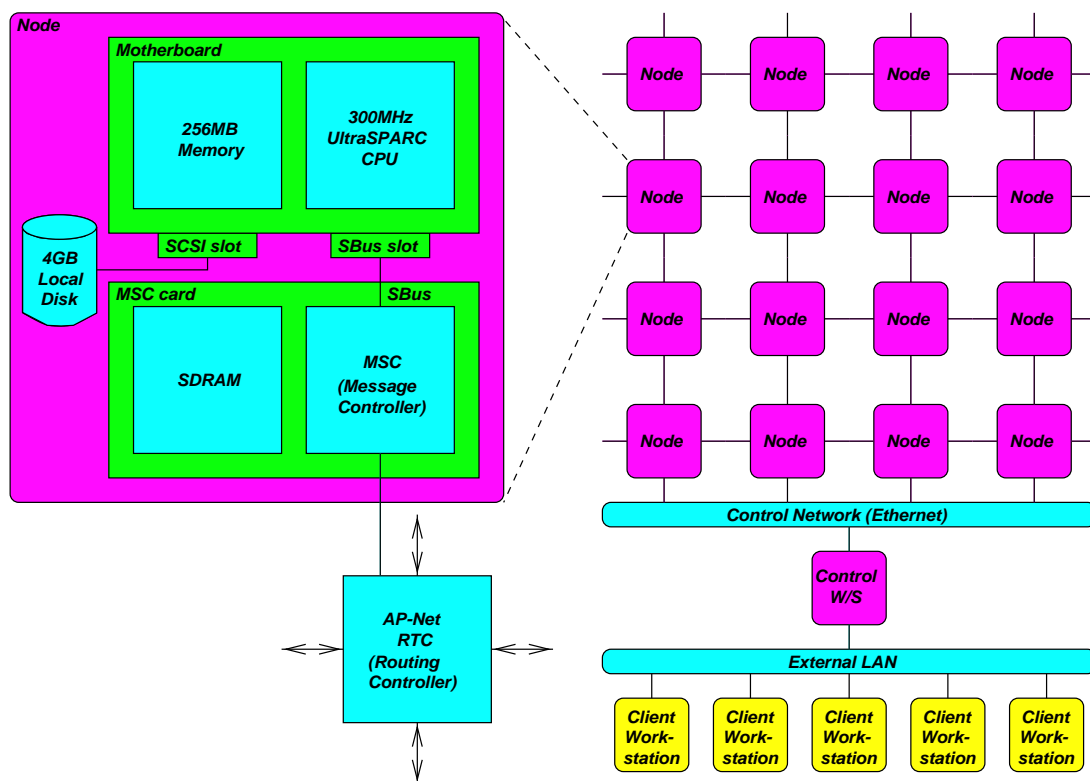 Node
Motherboard
256MB
Memory
300MHz
UltraSPARC
CPU
SCSI slot
SBus slot
4GB
Local
Disk
MSC card
SBus
SDRAM
MSC
(Message
Controller)
AP-Net
RTC
(Routing
Controller)
Node Node Node Node
Node Node Node Node
Node Node Node Node
Node Node Node Node
Control Network (Ethernet)
Control
W/S
External LAN
Client
Work-
station
Client
Work-
station
Client
Work-
station
Client
Work-
station
Client
Work-
station